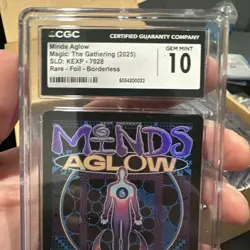 CGC
CERTIFIED GUARANTY COMPANY
Minds Aglow
Magic: The Gathering (2025)
SLD: KEXP - 7028
Rare - Foil - Borderless
GEM MINT
10
6054200022
MINDS
AGLOW